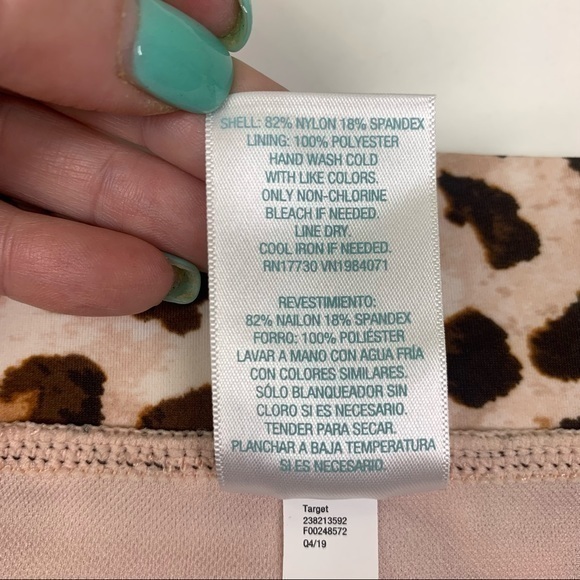 SHELL: 82% NYLON 18% SPANDEX
LINING: 100% POLYESTER
HAND WASH COLD
WITH LIKE COLORS.
ONLY NON-CHLORINE
BLEACH IF NEEDED.
LINE DRY.
COOL IRON IF NEEDED.
RN17730 VN1984071
REVESTIMIENTO:
82% NAILON 18% SPANDEX
FORRO: 100% POLIÉSTER
LAVAR A MANO CON AGUA FRÍA
CON COLORES SIMILARES.
SÓLO BLANQUEADOR SIN
CLORO SI ES NECESARIO.
TENDER PARA SECAR.
PLANCHAR A BAJA TEMPERATURA
SI ES NECESARIO.
Target
238213592
F00248572
Q4/19